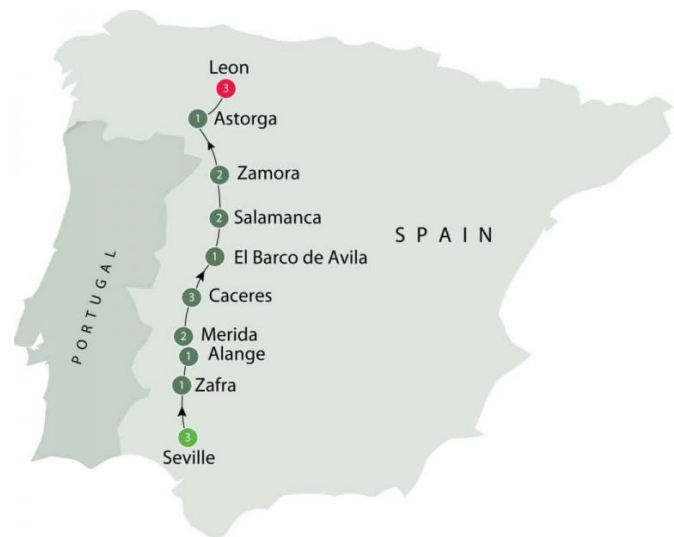 Leon
3
1 Astorga
2 Zamora
2 Salamanca
SPAIN
1 El Barco de Avila
PORTUGAL
3 Caceres
2 Merida
1 Alange
1 Zafra
3
Seville